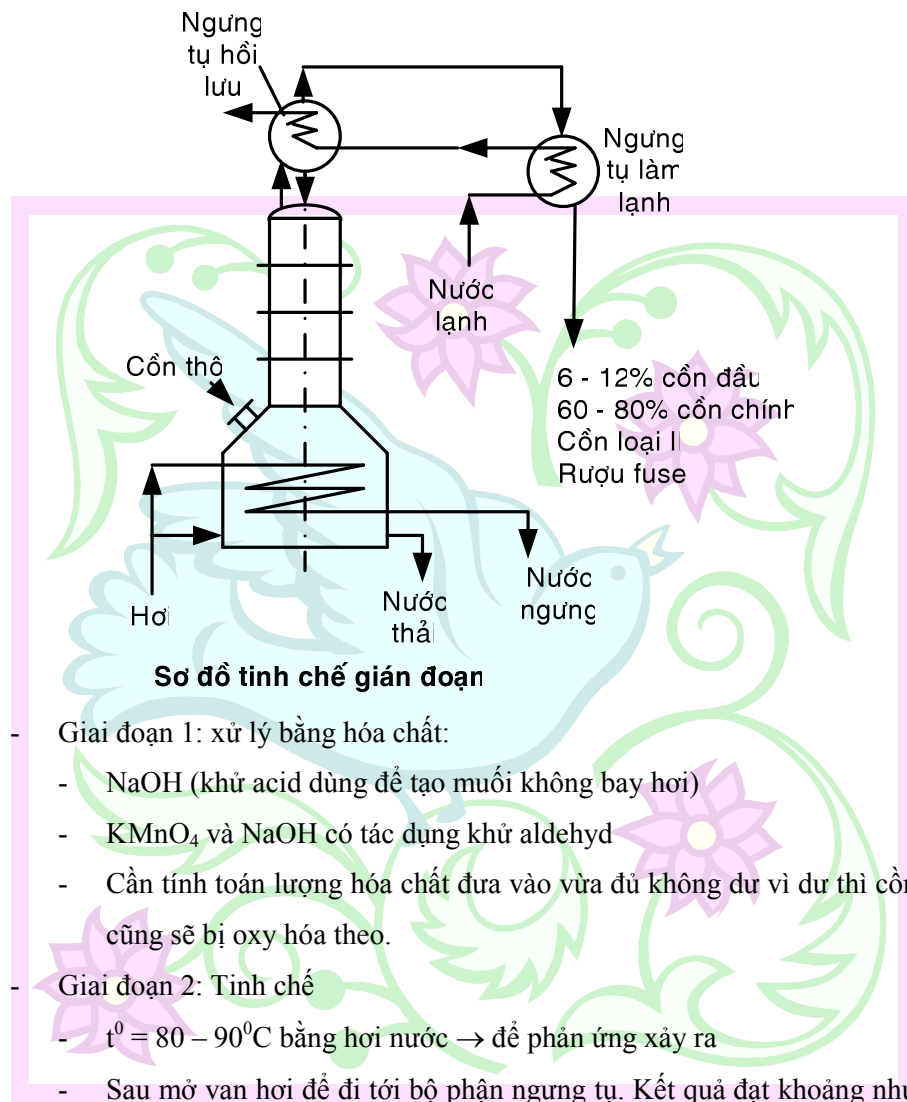 Ngưng
tụ hồi
lưu
Ngưng
tụ làm
lạnh
Nước
lạnh
Cồn thô
6 - 12% cồn đầu
60 - 80% cồn chính
Cồn loại II
Rượu fuse
Hơi
Nước
thải
Nước
ngưng
Sơ đồ tinh chế gián đoạn
- Giai đoạn 1: xử lý bằng hóa chất:
- NaOH (khử acid dùng để tạo muối không bay hơi)
- KMnO₄ và NaOH có tác dụng khử aldehyd
- Cần tính toán lượng hóa chất đưa vào vừa đủ không dư vì dư thì cồn
cũng sẽ bị oxy hóa theo.
- Giai đoạn 2: Tinh chế
- t⁰ = 80 – 90⁰C bằng hơi nước → để phản ứng xảy ra
- Sau mở van hơi để đi tới bộ phận ngưng tụ. Kết quả đạt khoảng như